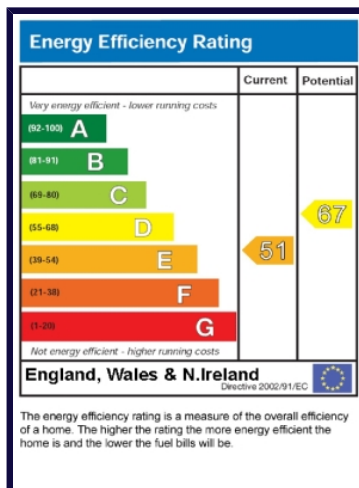 Energy Efficiency Rating
Current Potential
Very energy efficient - lower running costs
(92-100) A
(81-91) B
(69-80) C
(55-68) D
67
(39-54) E
51
(21-38) F
(1-20) G
Not energy efficient - higher running costs
England, Wales & N.Ireland
Directive 2002/91/EC
The energy efficiency rating is a measure of the overall efficiency
of a home. The higher the rating the more energy efficient the
home is and the lower the fuel bills will be.